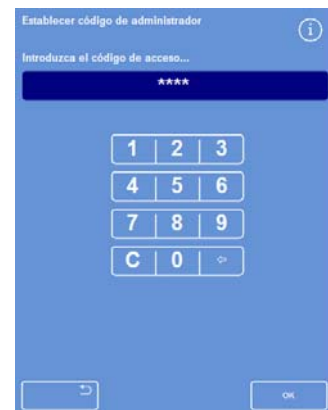 Establecer código de administrador
i
Introduzca el código de acceso...
****
1 2 3
4 5 6
7 8 9
C 0 ⇦
OK